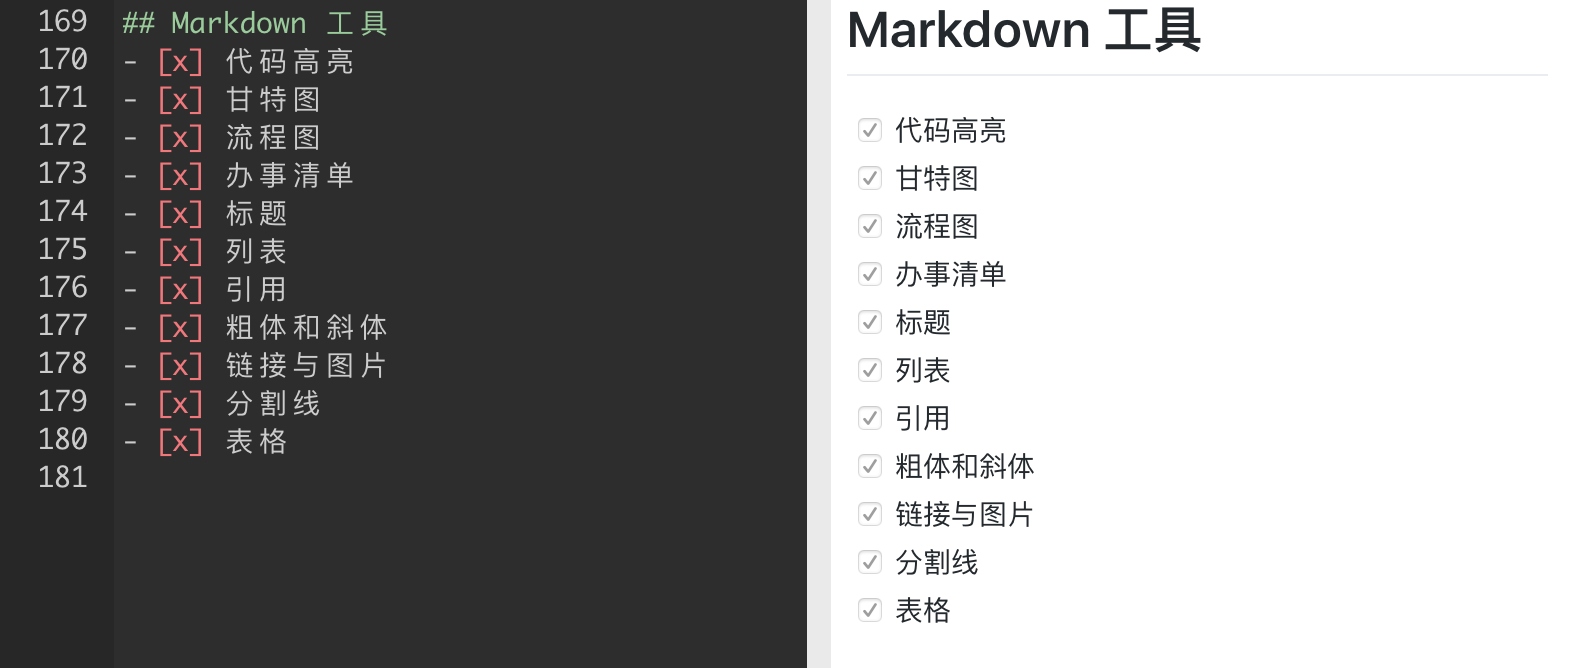 169 ## Markdown 工具
170 - [x] 代码高亮
171 - [x] 甘特图
172 - [x] 流程图
173 - [x] 办事清单
174 - [x] 标题
175 - [x] 列表
176 - [x] 引用
177 - [x] 粗体和斜体
178 - [x] 链接与图片
179 - [x] 分割线
180 - [x] 表格
181
Markdown 工具
代码高亮
甘特图
流程图
办事清单
标题
列表
引用
粗体和斜体
链接与图片
分割线
表格